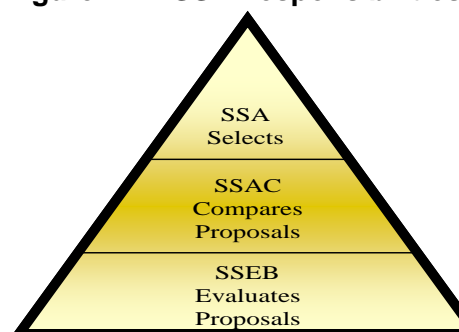 SSA
Selects
SSAC
Compares
Proposals
SSEB
Evaluates
Proposals